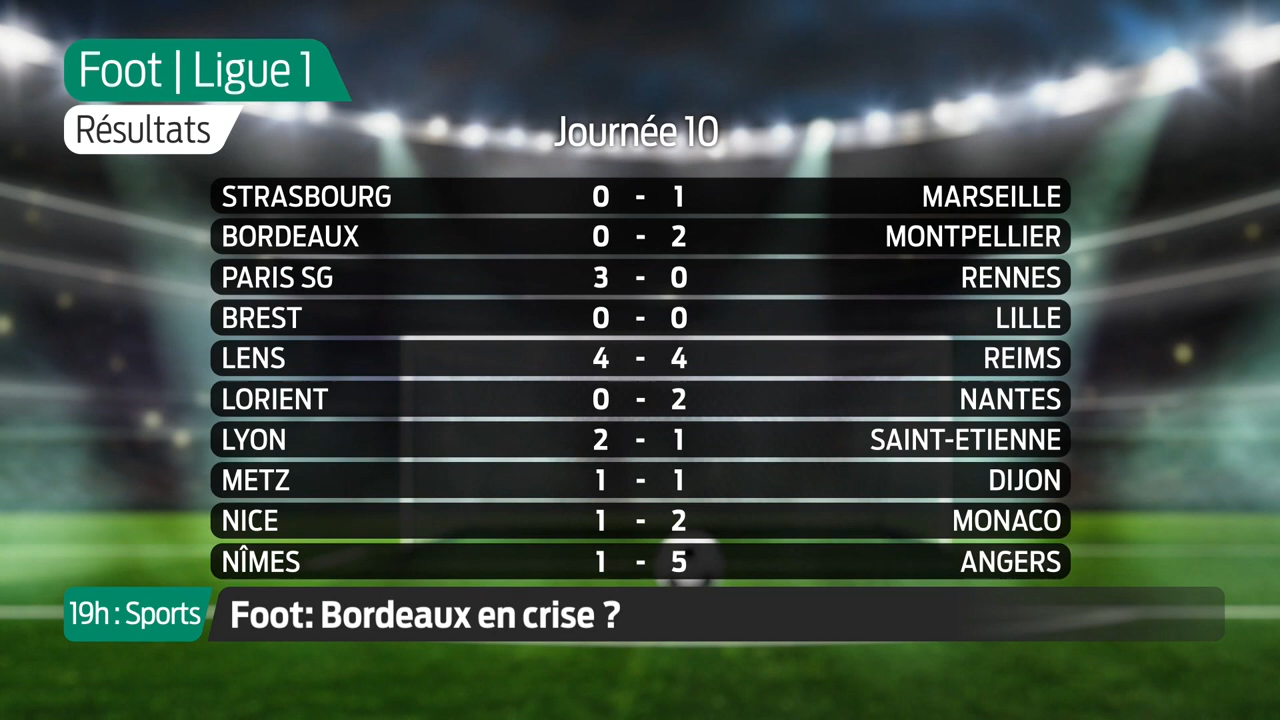 Foot | Ligue 1
Résultats
Journée 10
STRASBOURG 0 - 1 MARSEILLE
BORDEAUX 0 - 2 MONTPELLIER
PARIS SG 3 - 0 RENNES
BREST 0 - 0 LILLE
LENS 4 - 4 REIMS
LORIENT 0 - 2 NANTES
LYON 2 - 1 SAINT-ETIENNE
METZ 1 - 1 DIJON
NICE 1 - 2 MONACO
NÎMES 1 - 5 ANGERS
19h : Sports Foot: Bordeaux en crise ?